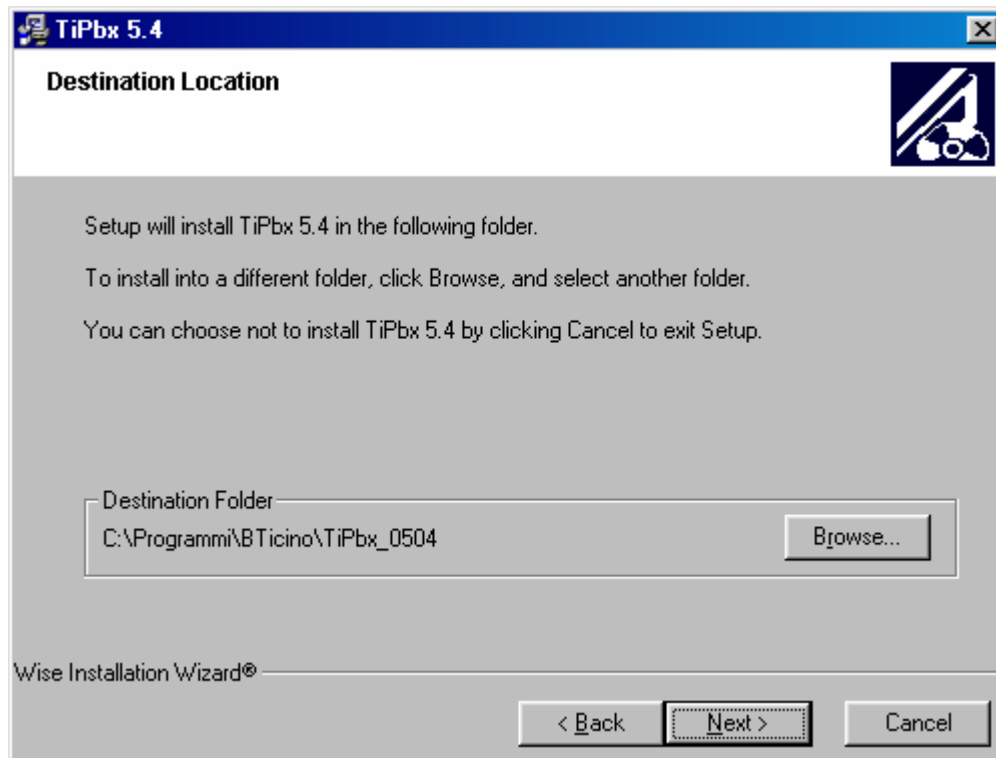 TiPbx 5.4
Destination Location
Setup will install TiPbx 5.4 in the following folder.
To install into a different folder, click Browse, and select another folder.
You can choose not to install TiPbx 5.4 by clicking Cancel to exit Setup.
Destination Folder
C:\Programmi\BTicino\TiPbx_0504
Browse...
Wise Installation Wizard®
< Back
Next >
Cancel